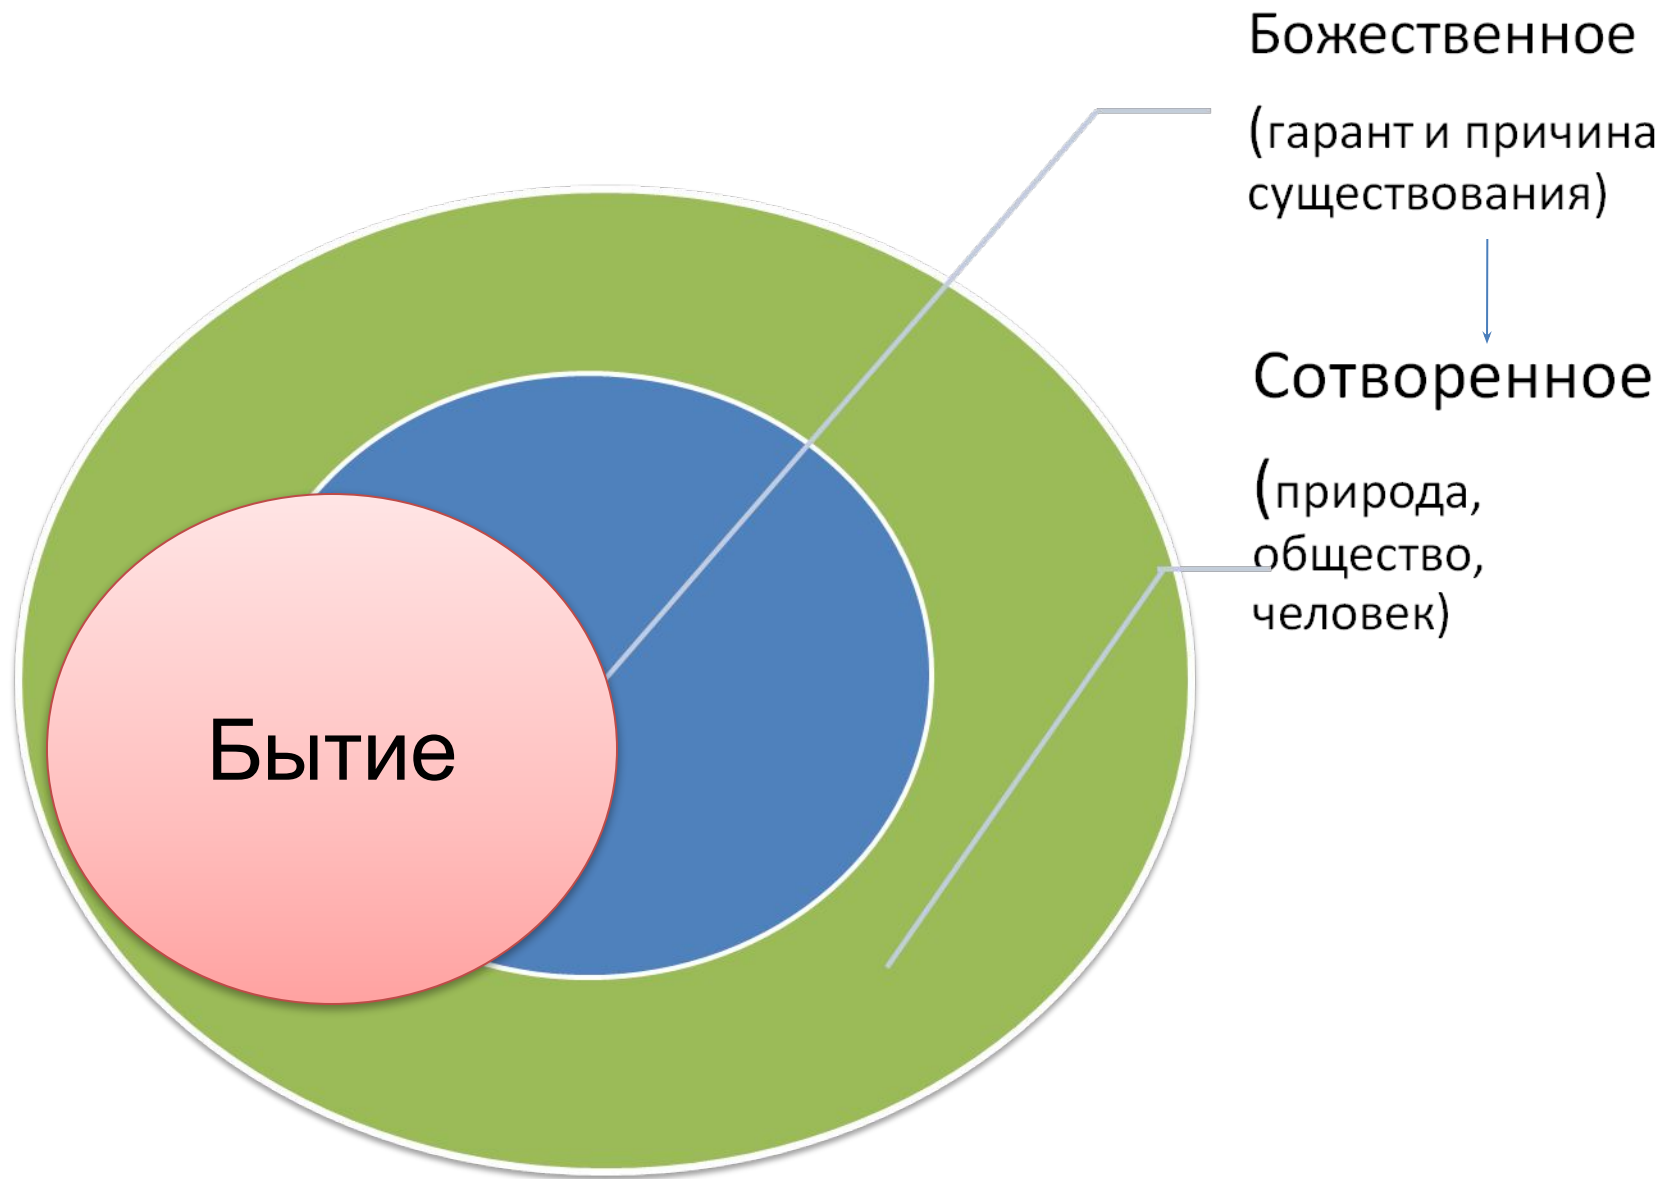 Божественное
(гарант и причина
существования)
Сотворенное
(природа,
общество,
человек)
Бытие